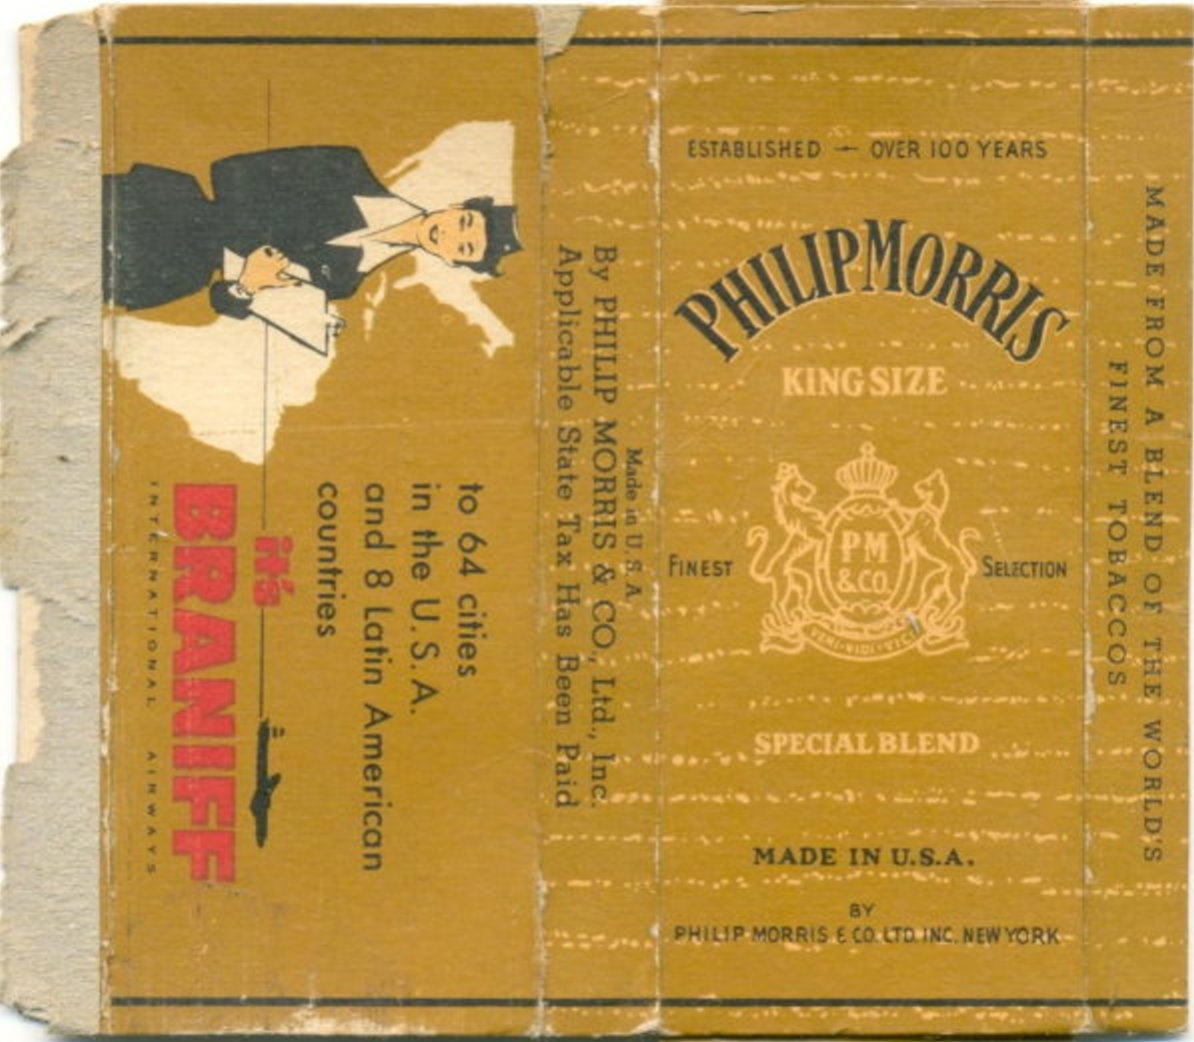 to 64 cities
in the U.S.A.
and 8 Latin American
countries
it's
BRANIFF
INTERNATIONAL AIRWAYS
Made in U.S.A.
By PHILIP MORRIS & CO., Ltd., Inc.
Applicable State Tax Has Been Paid
ESTABLISHED - OVER 100 YEARS
PHILIP MORRIS
KING SIZE
PM
& CO.
FINEST SELECTION
VENI·VIDI·VICI
SPECIAL BLEND
MADE IN U.S.A.
BY
PHILIP MORRIS & CO. LTD. INC. NEW YORK
MADE FROM A BLEND OF THE WORLD'S
FINEST TOBACCOS